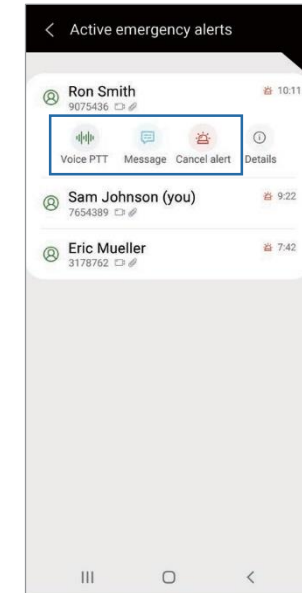 Active emergency alerts
Ron Smith 10:11
9075436
Voice PTT Message Cancel alert Details
Sam Johnson (you) 9:22
7654389
Eric Mueller 7:42
3178762